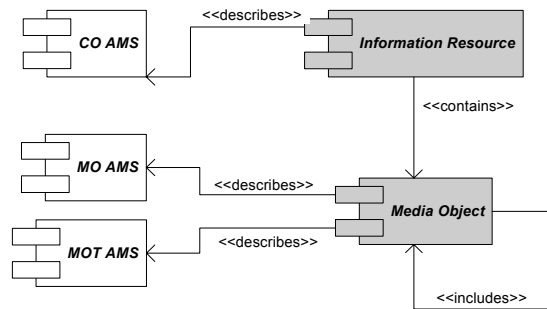 <<describes>>
CO AMS
Information Resource
<<contains>>
MO AMS
<<describes>>
Media Object
MOT AMS
<<describes>>
<<includes>>